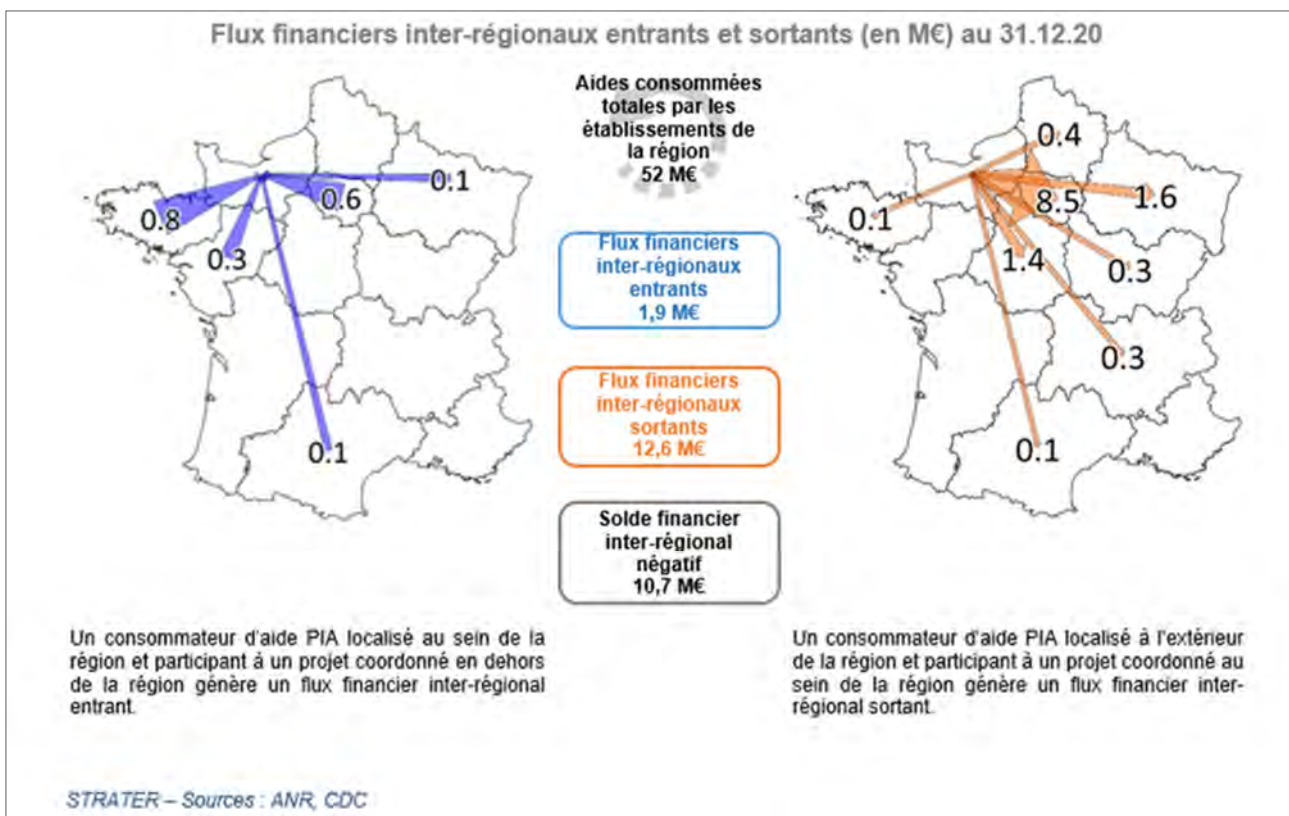 Flux financiers inter-régionaux entrants et sortants (en M€) au 31.12.20
Aides consommées
totales par les
établissements de
la région
52 M€
0.8
0.3
0.6
0.1
0.1
Flux financiers
inter-régionaux
entrants
1,9 M€
Flux financiers
inter-régionaux
sortants
12,6 M€
Solde financier
inter-régional
négatif
10,7 M€
0.4
0.1
8.5
1.6
1.4
0.3
0.3
0.1
Un consommateur d'aide PIA localisé au sein de la
région et participant à un projet coordonné en dehors
de la région génère un flux financier inter-régional
entrant.
Un consommateur d'aide PIA localisé à l'extérieur
de la région et participant à un projet coordonné au
sein de la région génère un flux financier inter-
régional sortant.
STRATER – Sources : ANR, CDC